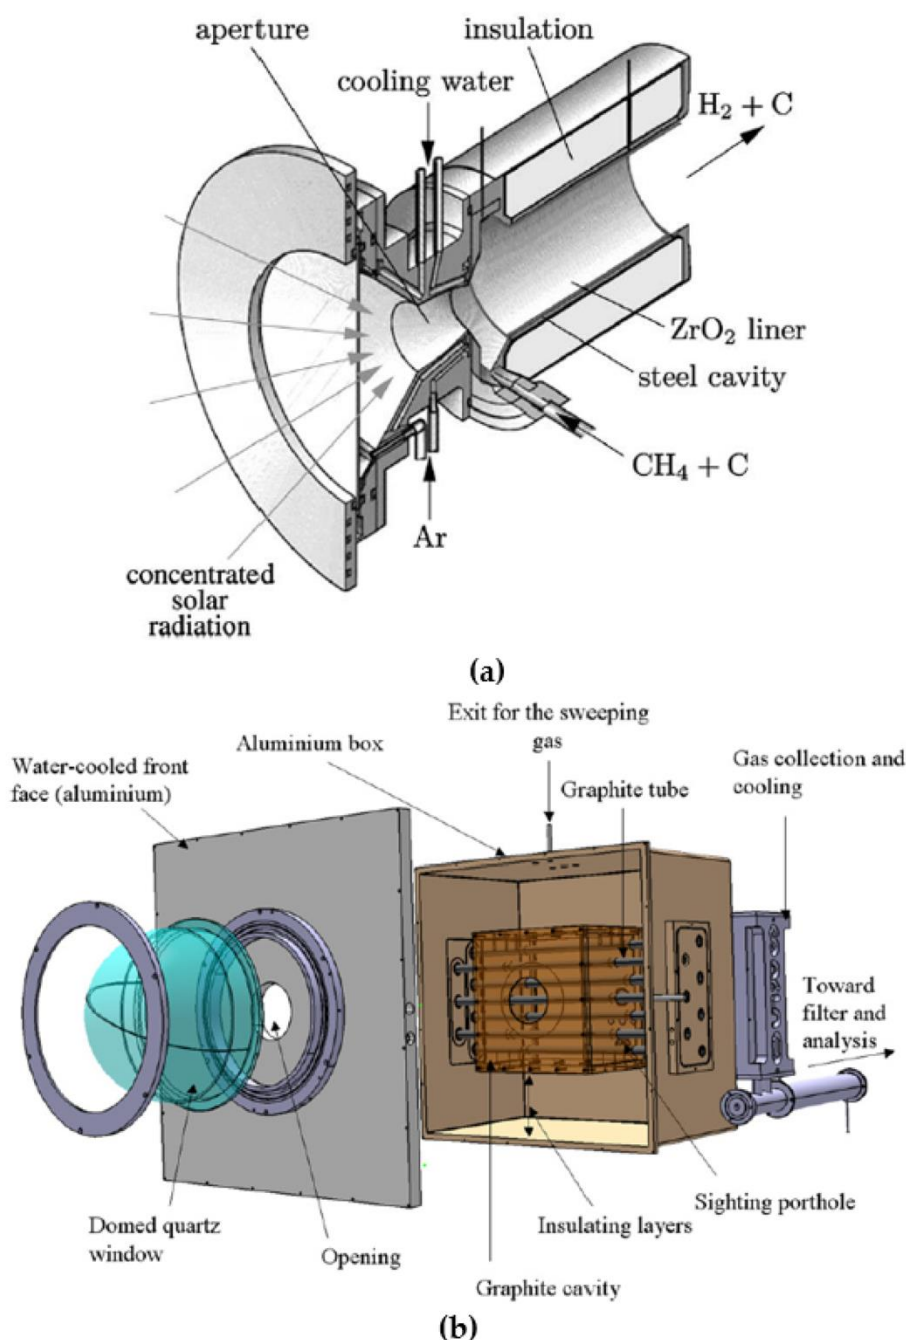 aperture
insulation
cooling water
H₂ + C
ZrO₂ liner
steel cavity
CH₄ + C
Ar
concentrated
solar
radiation
(a)
Exit for the sweeping
gas
Aluminium box
Water-cooled front
face (aluminium)
Graphite tube
Gas collection and
cooling
Toward
filter and
analysis
Sighting porthole
Domed quartz
window
Opening
Insulating layers
Graphite cavity
(b)